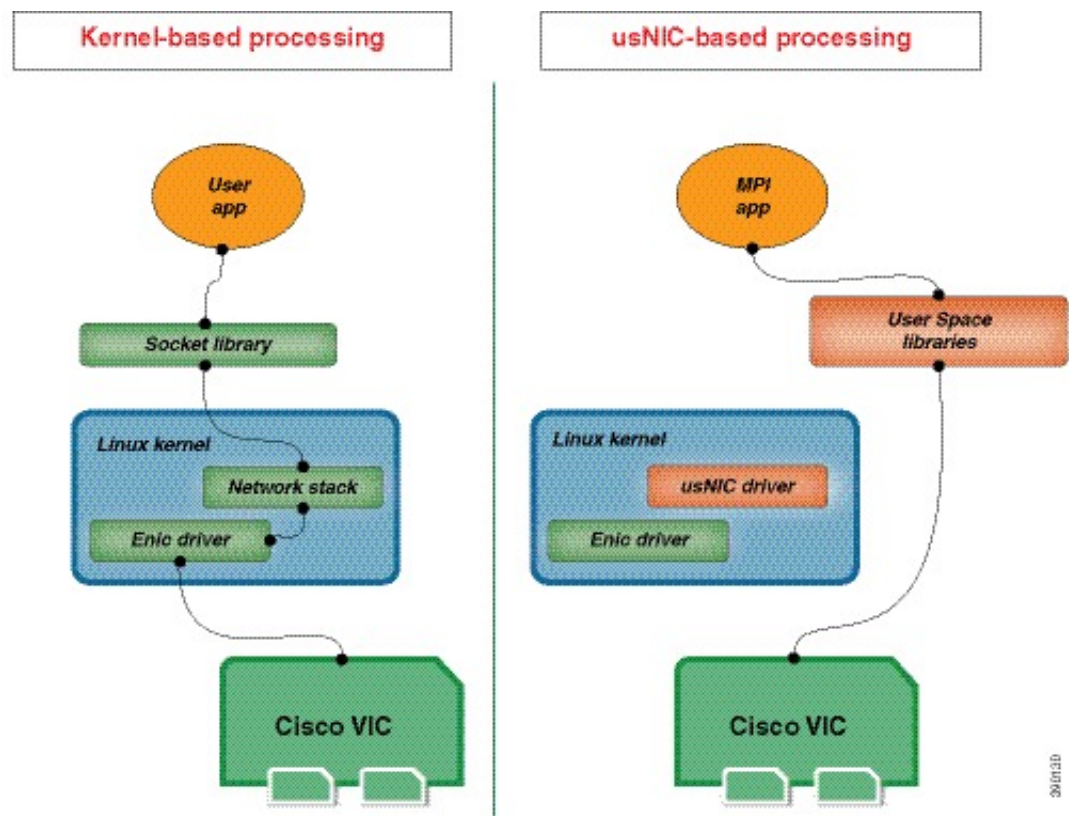 Kernel-based processing
usNIC-based processing
User
app
Socket library
Linux kernel
Network stack
Enic driver
Cisco VIC
MPI
app
User Space
libraries
Linux kernel
usNIC driver
Enic driver
Cisco VIC